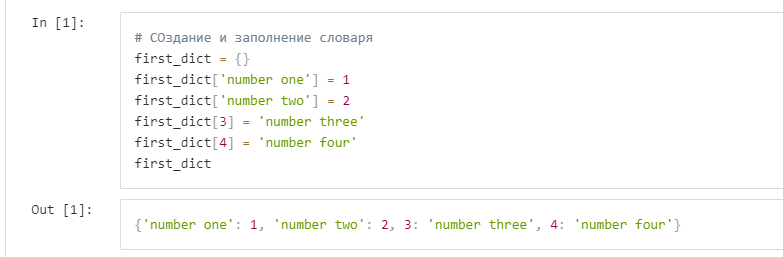 In [1]:
# СОздание и заполнение словаря
first_dict = {}
first_dict['number one'] = 1
first_dict['number two'] = 2
first_dict[3] = 'number three'
first_dict[4] = 'number four'
first_dict
Out [1]:
{'number one': 1, 'number two': 2, 3: 'number three', 4: 'number four'}